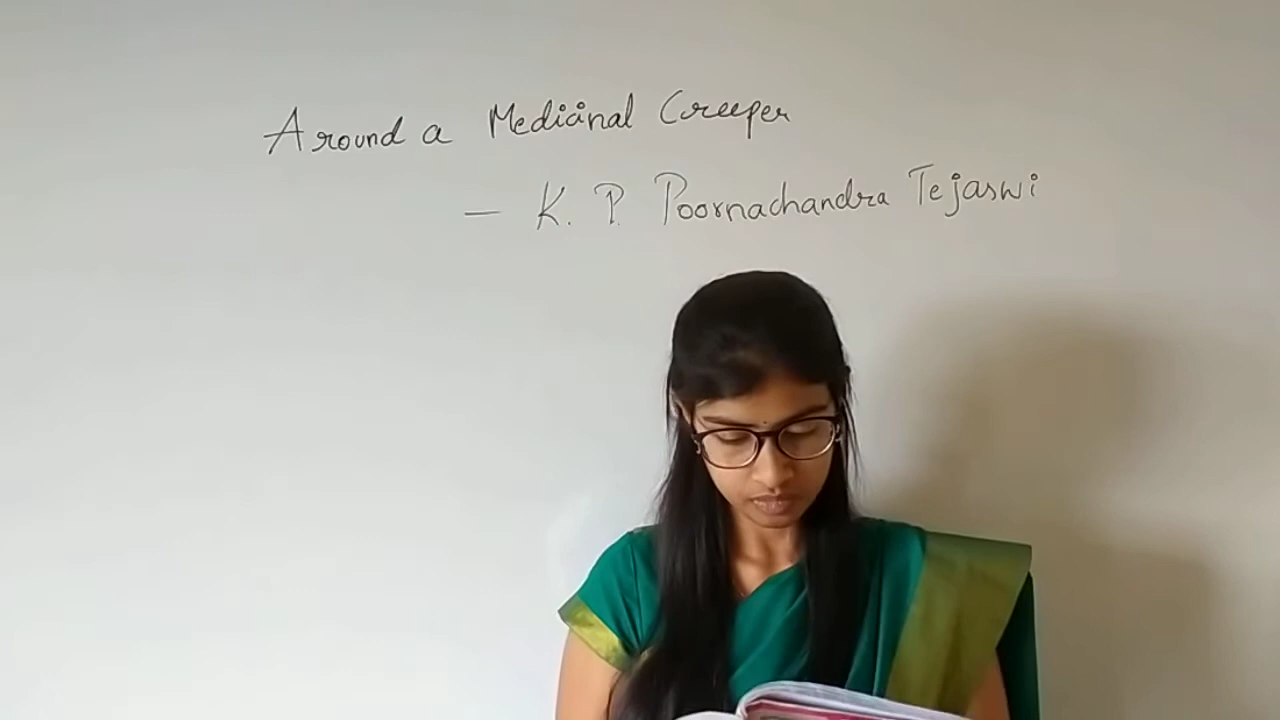 Around a Medicinal Creeper
— K. P. Poornachandra Tejaswi